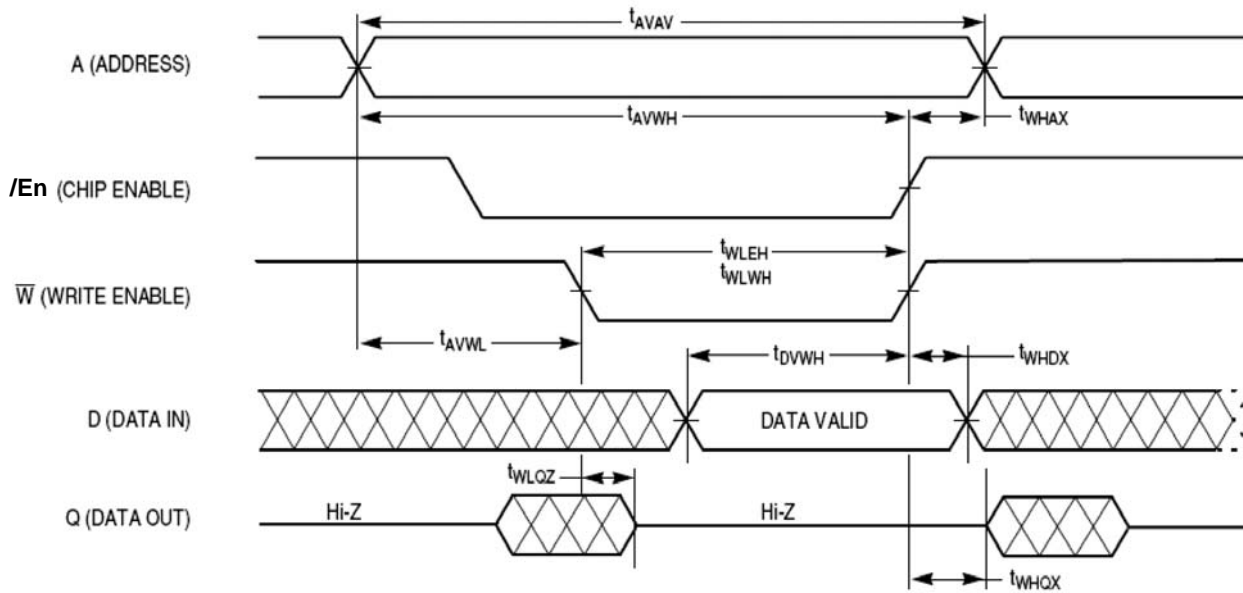 tAVAV
A (ADDRESS)
tAVWH
tWHAX
/En (CHIP ENABLE)
tWLEH
tWLWH
W̅ (WRITE ENABLE)
tAVWL
tDVWH
tWHDX
D (DATA IN)
DATA VALID
tWLQZ
Q (DATA OUT)
Hi-Z
Hi-Z
tWHQX